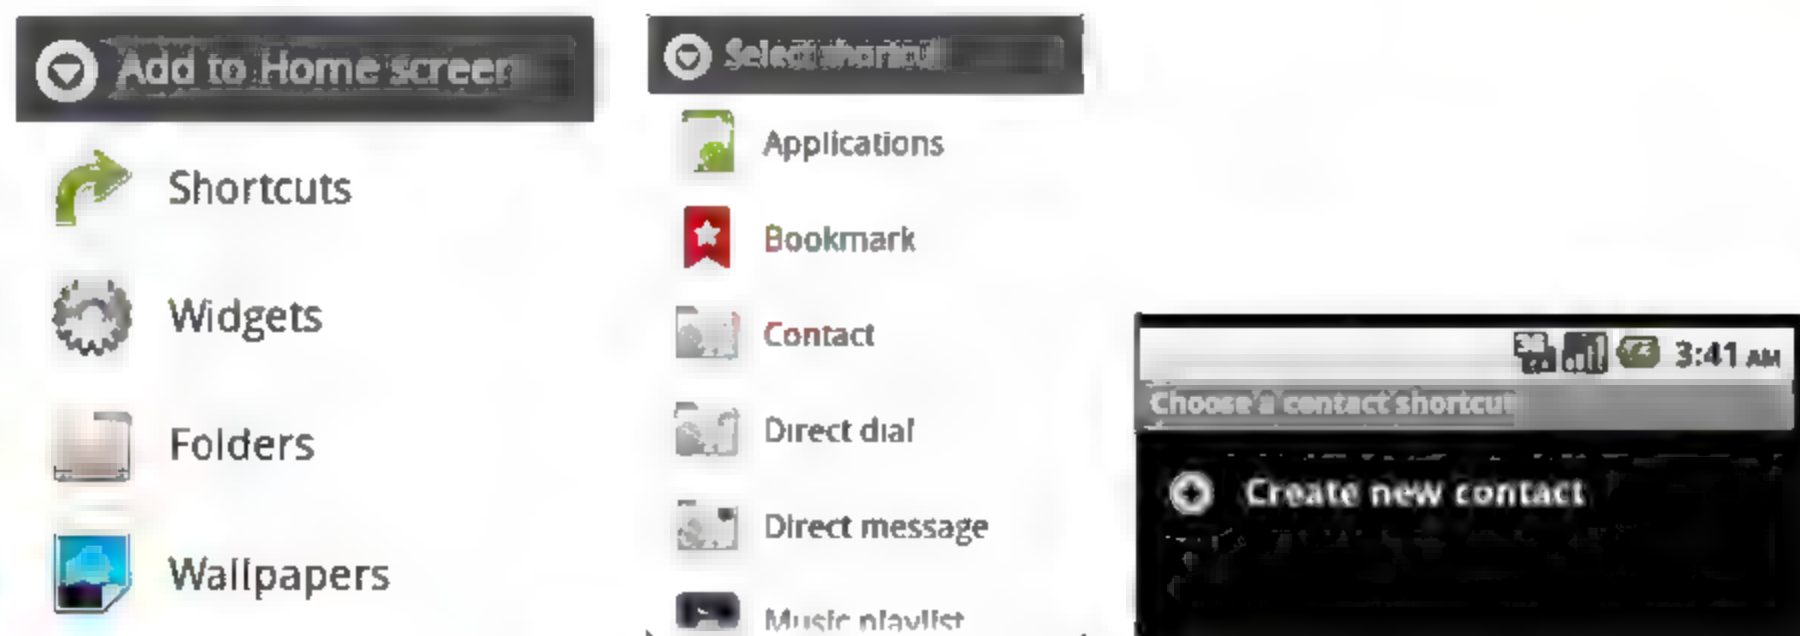 Add to Home screen
Shortcuts
Widgets
Folders
Wallpapers
Select shortcut
Applications
Bookmark
Contact
Direct dial
Direct message
Music playlist
3G
3:41 AM
Choose a contact shortcut
Create new contact